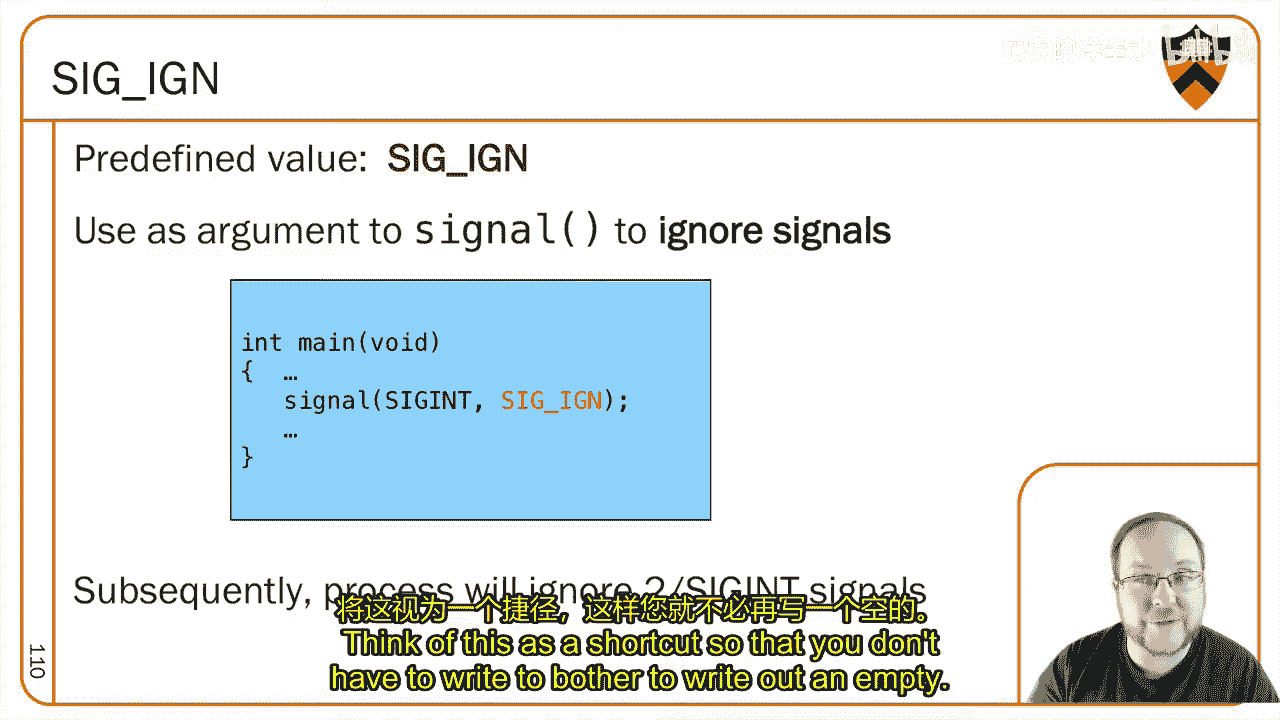 SIG_IGN
Predefined value: SIG_IGN
Use as argument to signal() to ignore signals
int main(void)
{ …
signal(SIGINT, SIG_IGN);
…
}
Subsequently, process will ignore 2/SIGINT signals
将这视为一个捷径，这样您就不必再写一个空的。
Think of this as a shortcut so that you don't
have to write to bother to write out an empty.
1.10